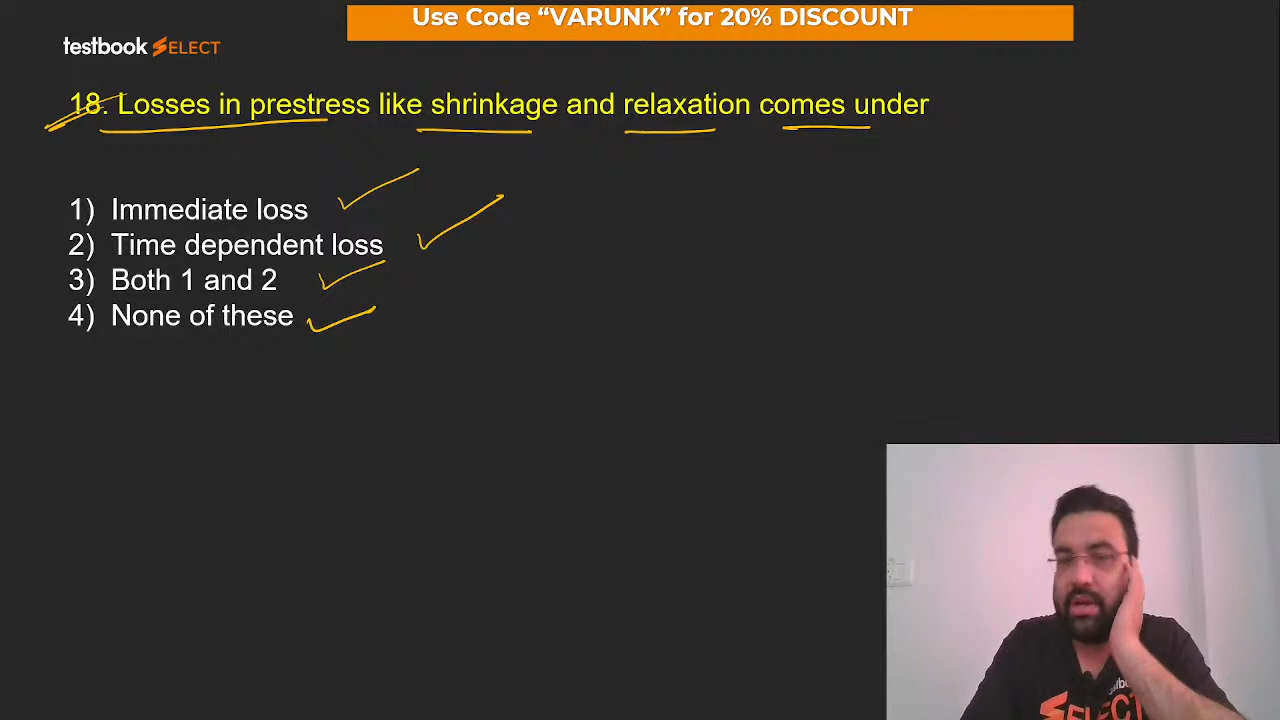 Use Code “VARUNK” for 20% DISCOUNT
testbook SELECT
18. Losses in prestress like shrinkage and relaxation comes under
1) Immediate loss
2) Time dependent loss
3) Both 1 and 2
4) None of these
SELECT